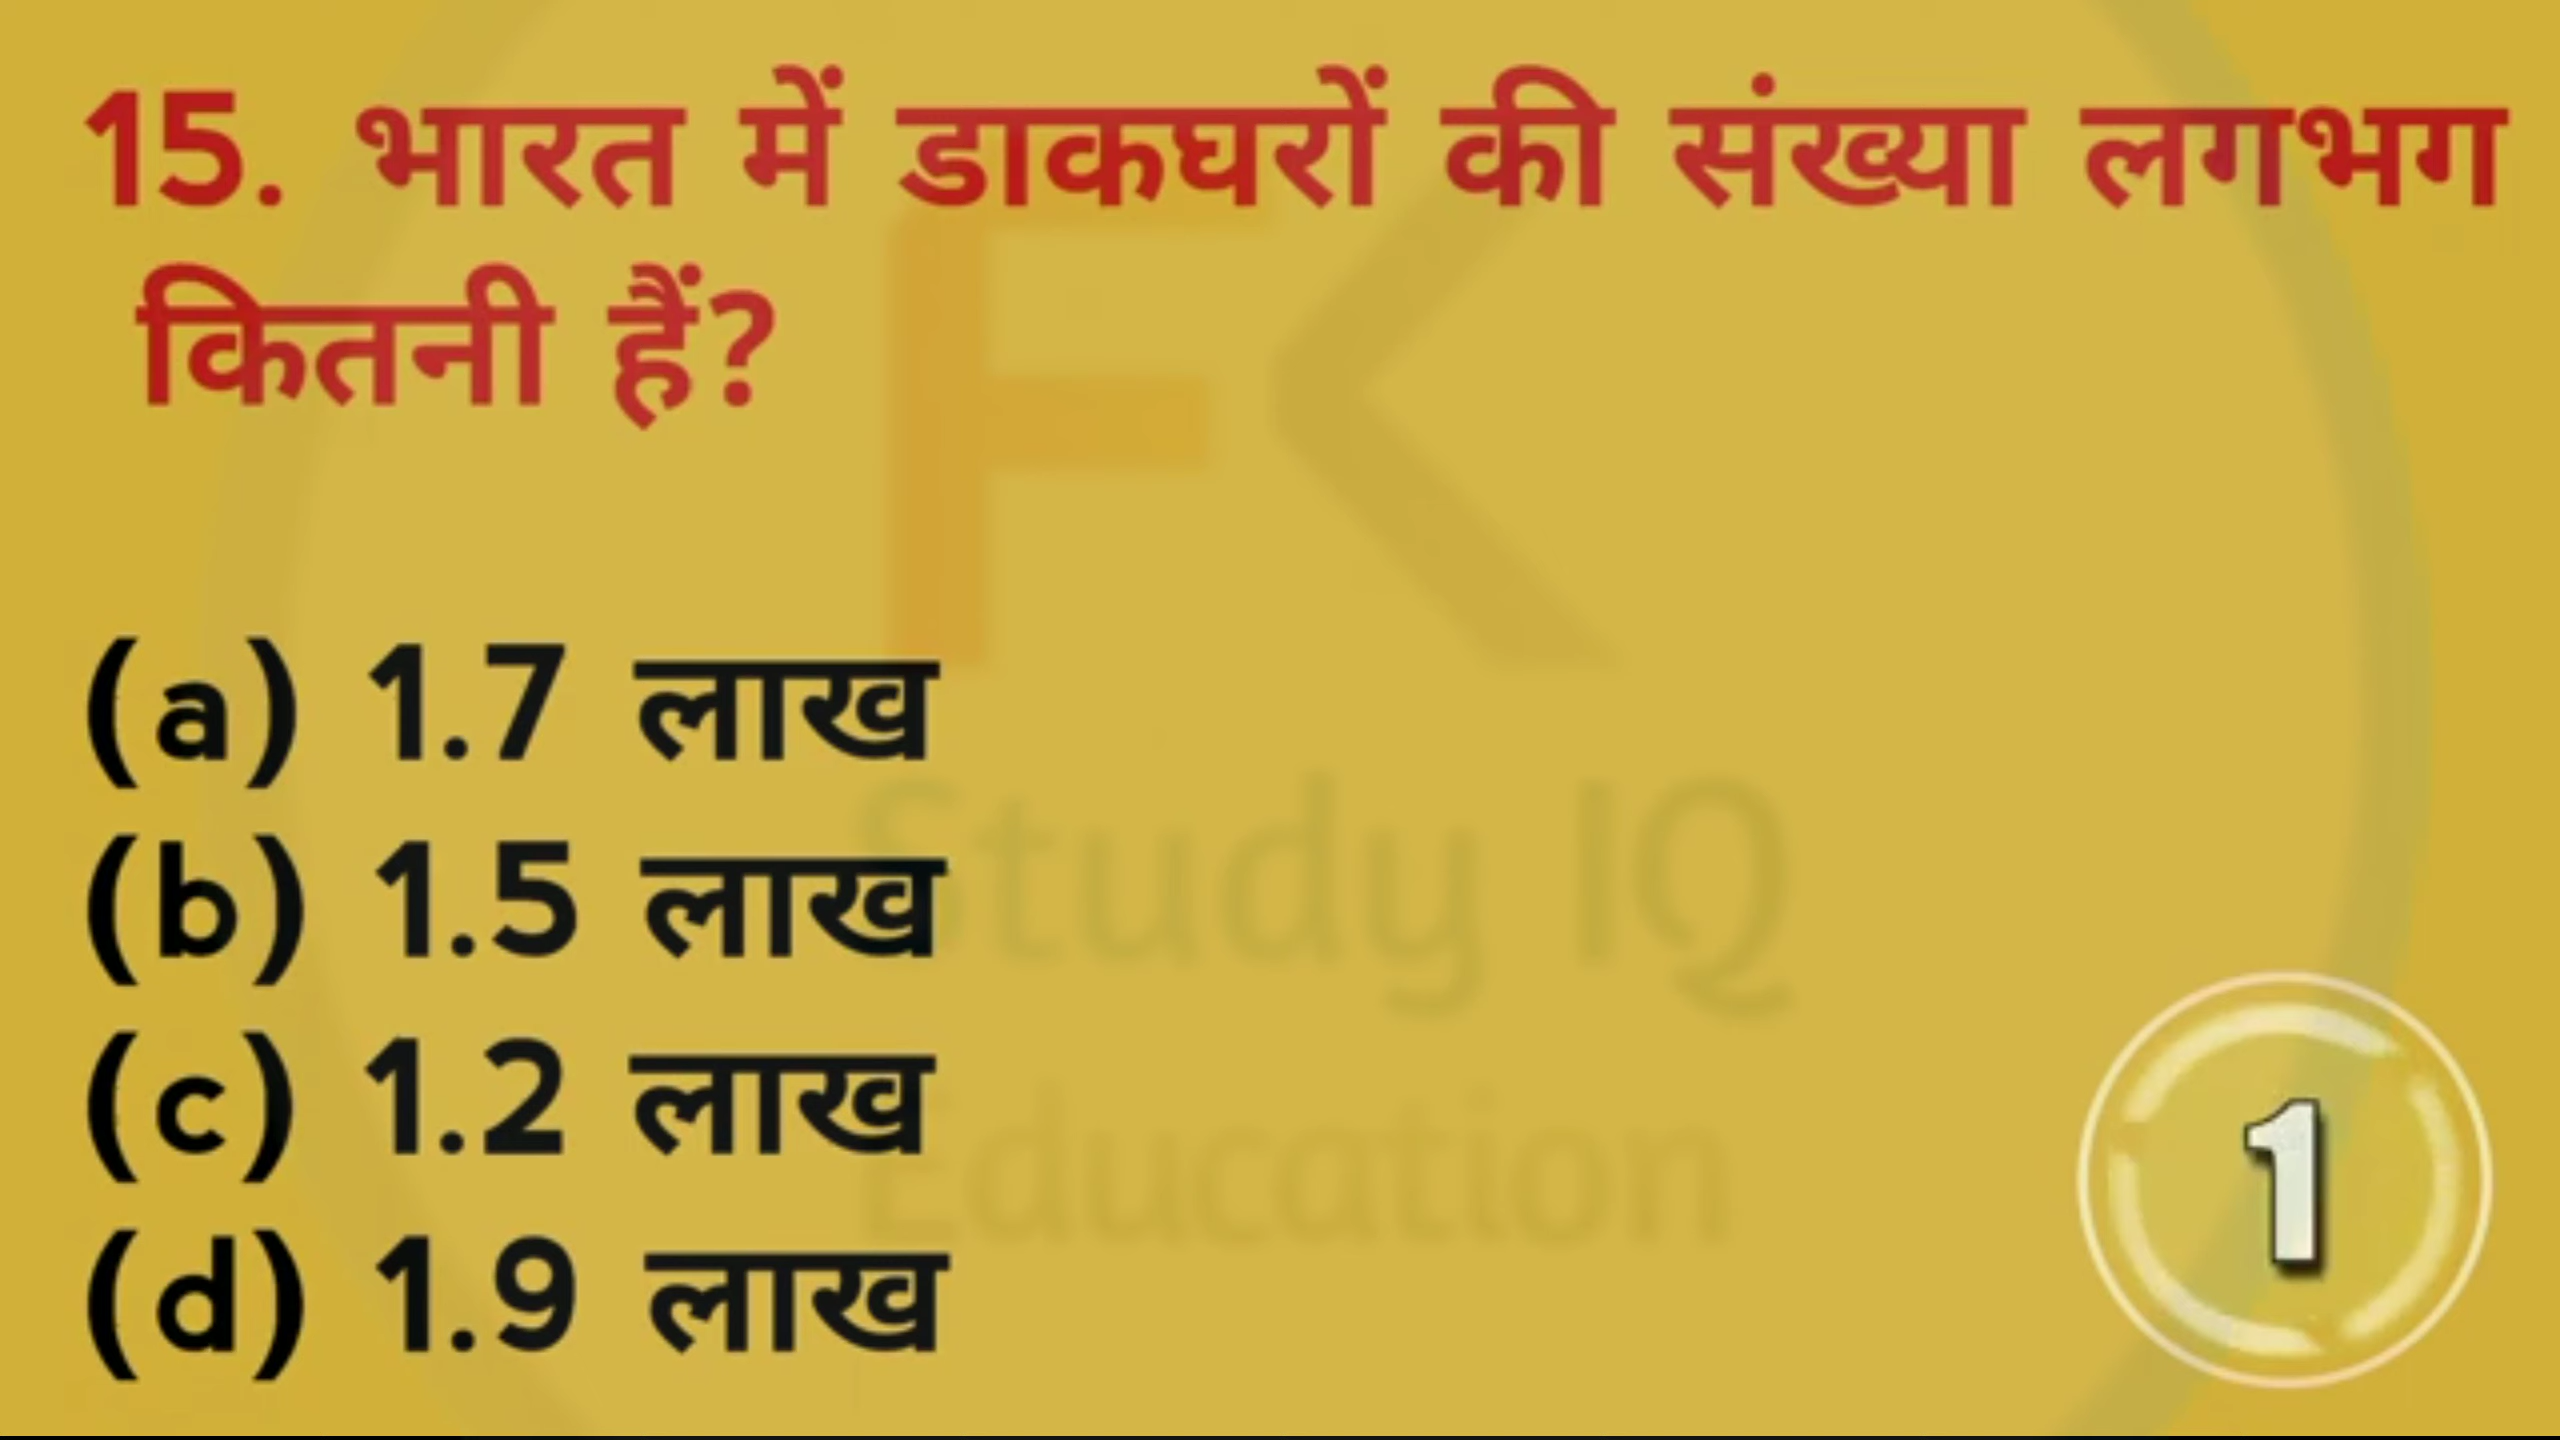 15. भारत में डाकघरों की संख्या लगभग
कितनी हैं?
(a) 1.7 लाख
(b) 1.5 लाख
(c) 1.2 लाख
(d) 1.9 लाख
Study IQ
Education
1